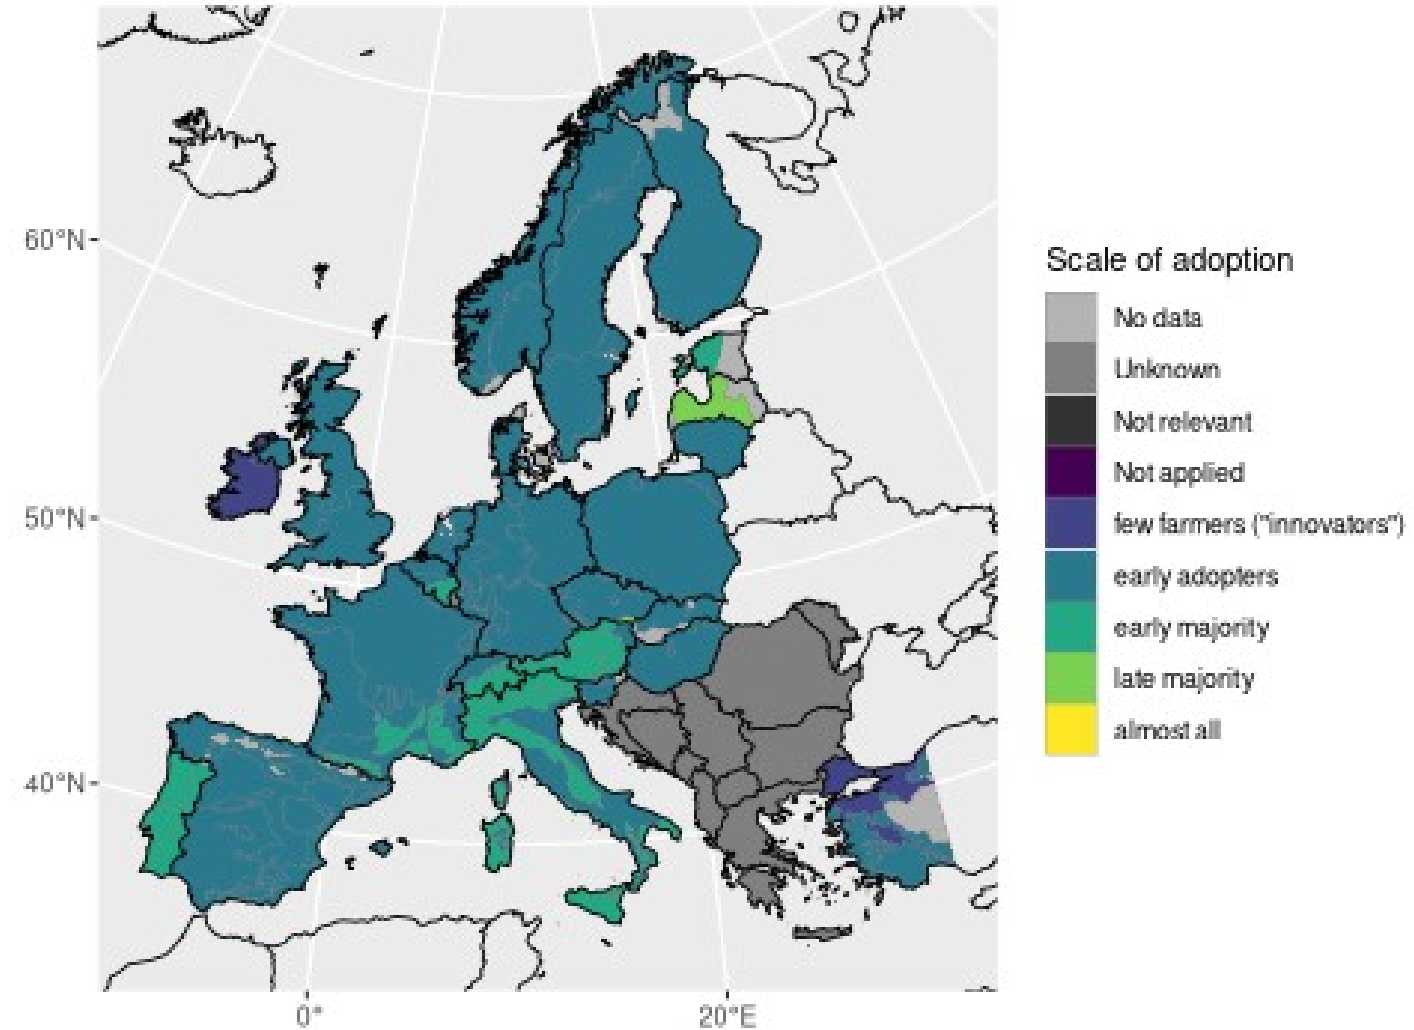 60°N
50°N
40°N
0°
20°E
Scale of adoption
No data
Unknown
Not relevant
Not applied
few farmers ("innovators")
early adopters
early majority
late majority
almost all